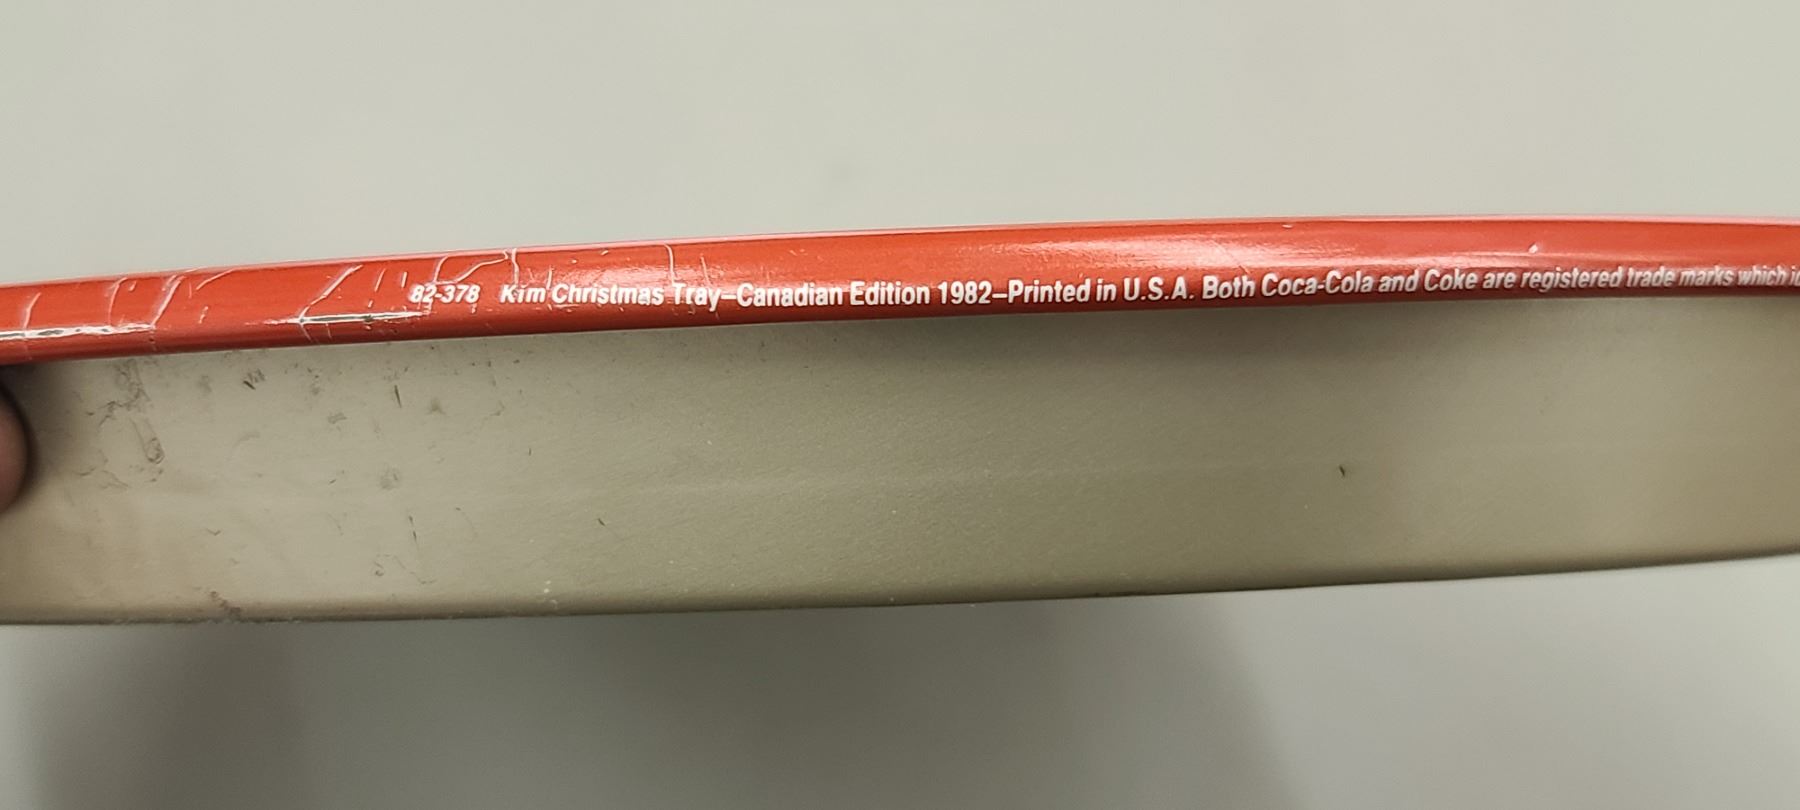 82-378 Kim Christmas Tray–Canadian Edition 1982–Printed in U.S.A. Both Coca-Cola and Coke are registered trade marks which